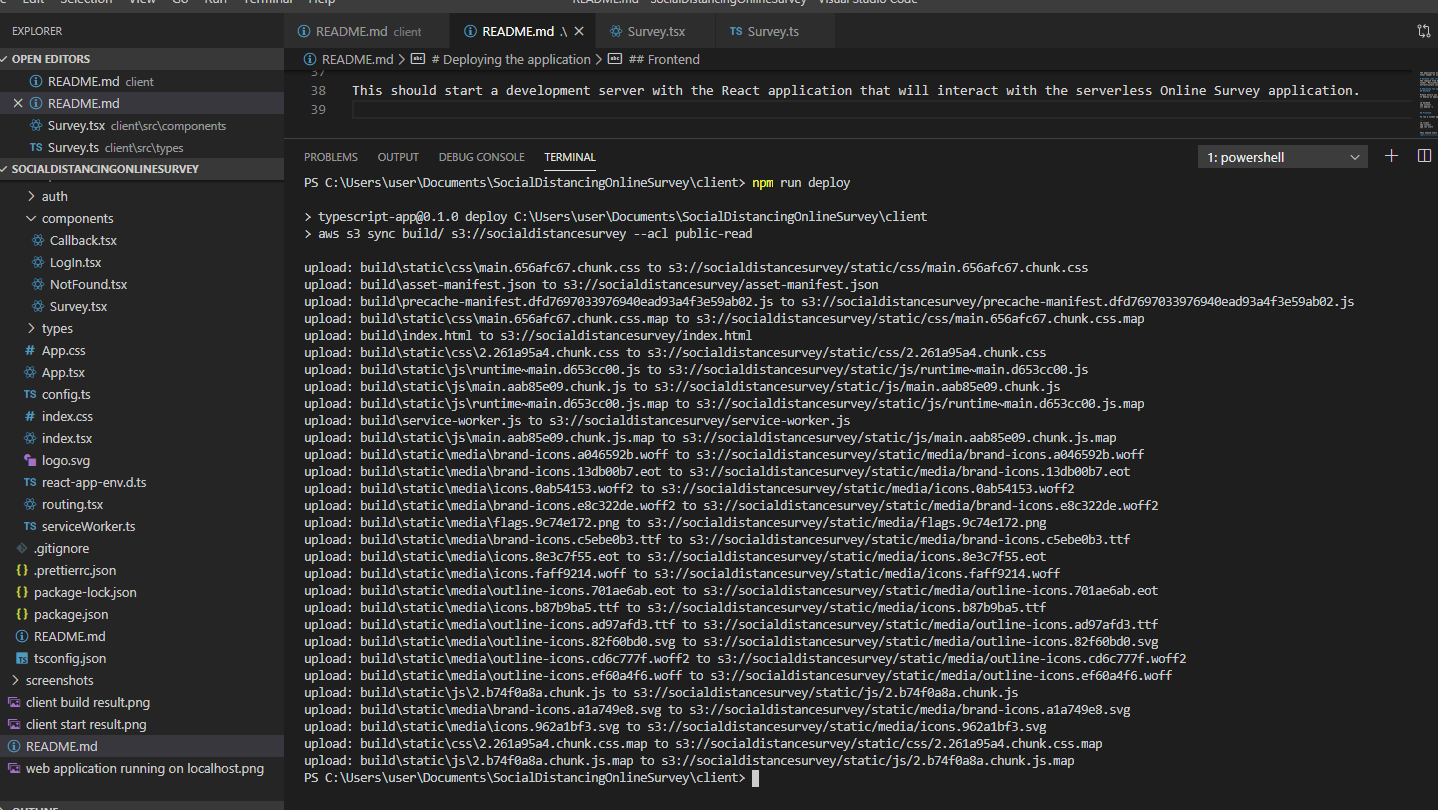 Edit Selection View Go Run Terminal Help README.md - SocialDistancingOnlineSurvey - Visual Studio Code
EXPLORER
OPEN EDITORS
README.md client
README.md
Survey.tsx client\src\components
Survey.ts client\src\types
SOCIALDISTANCINGONLINESURVEY
auth
components
Callback.tsx
LogIn.tsx
NotFound.tsx
Survey.tsx
types
# App.css
App.tsx
TS config.ts
# index.css
index.tsx
logo.svg
TS react-app-env.d.ts
routing.tsx
TS serviceWorker.ts
.gitignore
{} .prettierrc.json
{} package-lock.json
{} package.json
README.md
TS tsconfig.json
screenshots
client build result.png
client start result.png
README.md
web application running on localhost.png
OUTLINE
README.md client README.md .\ Survey.tsx TS Survey.ts
README.md > # Deploying the application > ## Frontend
37
38 This should start a development server with the React application that will interact with the serverless Online Survey application.
39
PROBLEMS OUTPUT DEBUG CONSOLE TERMINAL 1: powershell
PS C:\Users\user\Documents\SocialDistancingOnlineSurvey\client> npm run deploy
> typescript-app@0.1.0 deploy C:\Users\user\Documents\SocialDistancingOnlineSurvey\client
> aws s3 sync build/ s3://socialdistancesurvey --acl public-read
upload: build\static\css\main.656afc67.chunk.css to s3://socialdistancesurvey/static/css/main.656afc67.chunk.css
upload: build\asset-manifest.json to s3://socialdistancesurvey/asset-manifest.json
upload: build\precache-manifest.dfd7697033976940ead93a4f3e59ab02.js to s3://socialdistancesurvey/precache-manifest.dfd7697033976940ead93a4f3e59ab02.js
upload: build\static\css\main.656afc67.chunk.css.map to s3://socialdistancesurvey/static/css/main.656afc67.chunk.css.map
upload: build\index.html to s3://socialdistancesurvey/index.html
upload: build\static\css\2.261a95a4.chunk.css to s3://socialdistancesurvey/static/css/2.261a95a4.chunk.css
upload: build\static\js\runtime~main.d653cc00.js to s3://socialdistancesurvey/static/js/runtime~main.d653cc00.js
upload: build\static\js\main.aab85e09.chunk.js to s3://socialdistancesurvey/static/js/main.aab85e09.chunk.js
upload: build\static\js\runtime~main.d653cc00.js.map to s3://socialdistancesurvey/static/js/runtime~main.d653cc00.js.map
upload: build\service-worker.js to s3://socialdistancesurvey/service-worker.js
upload: build\static\js\main.aab85e09.chunk.js.map to s3://socialdistancesurvey/static/js/main.aab85e09.chunk.js.map
upload: build\static\media\brand-icons.a046592b.woff to s3://socialdistancesurvey/static/media/brand-icons.a046592b.woff
upload: build\static\media\brand-icons.13db00b7.eot to s3://socialdistancesurvey/static/media/brand-icons.13db00b7.eot
upload: build\static\media\icons.0ab54153.woff2 to s3://socialdistancesurvey/static/media/icons.0ab54153.woff2
upload: build\static\media\brand-icons.e8c322de.woff2 to s3://socialdistancesurvey/static/media/brand-icons.e8c322de.woff2
upload: build\static\media\flags.9c74e172.png to s3://socialdistancesurvey/static/media/flags.9c74e172.png
upload: build\static\media\brand-icons.c5ebe0b3.ttf to s3://socialdistancesurvey/static/media/brand-icons.c5ebe0b3.ttf
upload: build\static\media\icons.8e3c7f55.eot to s3://socialdistancesurvey/static/media/icons.8e3c7f55.eot
upload: build\static\media\icons.faff9214.woff to s3://socialdistancesurvey/static/media/icons.faff9214.woff
upload: build\static\media\outline-icons.701ae6ab.eot to s3://socialdistancesurvey/static/media/outline-icons.701ae6ab.eot
upload: build\static\media\icons.b87b9ba5.ttf to s3://socialdistancesurvey/static/media/icons.b87b9ba5.ttf
upload: build\static\media\outline-icons.ad97afd3.ttf to s3://socialdistancesurvey/static/media/outline-icons.ad97afd3.ttf
upload: build\static\media\outline-icons.82f60bd0.svg to s3://socialdistancesurvey/static/media/outline-icons.82f60bd0.svg
upload: build\static\media\outline-icons.cd6c777f.woff2 to s3://socialdistancesurvey/static/media/outline-icons.cd6c777f.woff2
upload: build\static\media\outline-icons.ef60a4f6.woff to s3://socialdistancesurvey/static/media/outline-icons.ef60a4f6.woff
upload: build\static\js\2.b74f0a8a.chunk.js to s3://socialdistancesurvey/static/js/2.b74f0a8a.chunk.js
upload: build\static\media\brand-icons.a1a749e8.svg to s3://socialdistancesurvey/static/media/brand-icons.a1a749e8.svg
upload: build\static\media\icons.962a1bf3.svg to s3://socialdistancesurvey/static/media/icons.962a1bf3.svg
upload: build\static\css\2.261a95a4.chunk.css.map to s3://socialdistancesurvey/static/css/2.261a95a4.chunk.css.map
upload: build\static\js\2.b74f0a8a.chunk.js.map to s3://socialdistancesurvey/static/js/2.b74f0a8a.chunk.js.map
PS C:\Users\user\Documents\SocialDistancingOnlineSurvey\client>